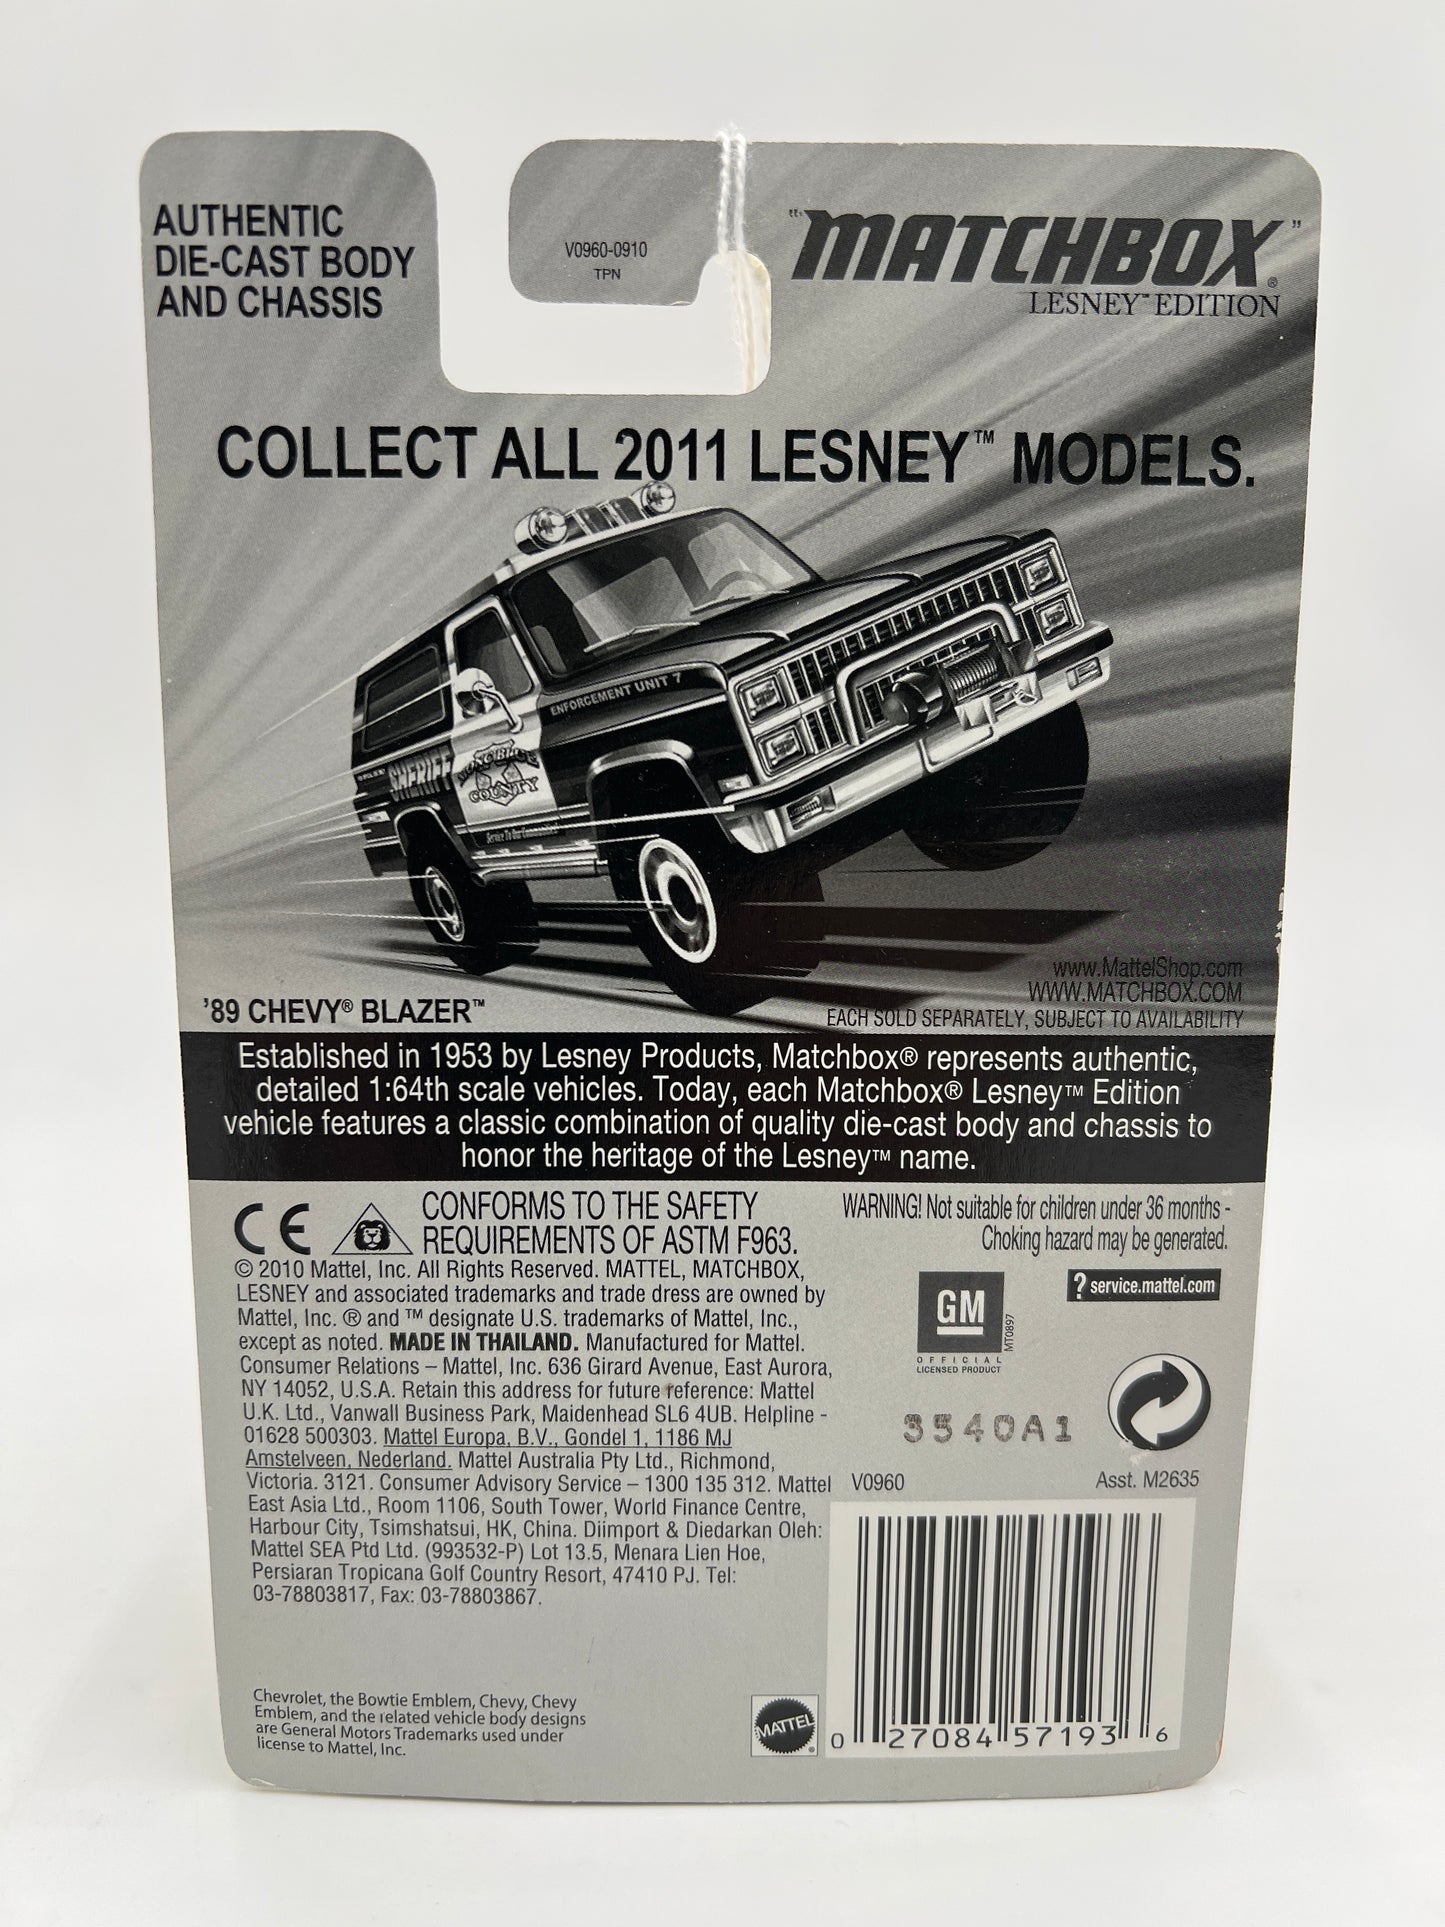 AUTHENTIC
DIE-CAST BODY
AND CHASSIS
V0960-0910
TPN
"MATCHBOX"®
LESNEY™ EDITION
COLLECT ALL 2011 LESNEY™ MODELS.
ENFORCEMENT UNIT 7
SHERIFF
COUNTY
'89 CHEVY® BLAZER™
www.MattelShop.com
WWW.MATCHBOX.COM
EACH SOLD SEPARATELY, SUBJECT TO AVAILABILITY
Established in 1953 by Lesney Products, Matchbox® represents authentic,
detailed 1:64th scale vehicles. Today, each Matchbox® Lesney™ Edition
vehicle features a classic combination of quality die-cast body and chassis to
honor the heritage of the Lesney™ name.
CE
CONFORMS TO THE SAFETY
REQUIREMENTS OF ASTM F963.
© 2010 Mattel, Inc. All Rights Reserved. MATTEL, MATCHBOX,
LESNEY and associated trademarks and trade dress are owned by
Mattel, Inc. ® and ™ designate U.S. trademarks of Mattel, Inc.,
except as noted. MADE IN THAILAND. Manufactured for Mattel.
Consumer Relations – Mattel, Inc. 636 Girard Avenue, East Aurora,
NY 14052, U.S.A. Retain this address for future reference: Mattel
U.K. Ltd., Vanwall Business Park, Maidenhead SL6 4UB. Helpline -
01628 500303. Mattel Europa, B.V., Gondel 1, 1186 MJ
Amstelveen, Nederland. Mattel Australia Pty Ltd., Richmond,
Victoria. 3121. Consumer Advisory Service – 1300 135 312. Mattel
East Asia Ltd., Room 1106, South Tower, World Finance Centre,
Harbour City, Tsimshatsui, HK, China. Diimport & Diedarkan Oleh:
Mattel SEA Ptd Ltd. (993532-P) Lot 13.5, Menara Lien Hoe,
Persiaran Tropicana Golf Country Resort, 47410 PJ. Tel:
03-78803817, Fax: 03-78803867.
WARNING! Not suitable for children under 36 months -
Choking hazard may be generated.
? service.mattel.com
GM
MT0897
OFFICIAL
LICENSED PRODUCT
3540A1
V0960
Asst. M2635
Chevrolet, the Bowtie Emblem, Chevy, Chevy
Emblem, and the related vehicle body designs
are General Motors Trademarks used under
license to Mattel, Inc.
MATTEL®
0 27084 57193 6